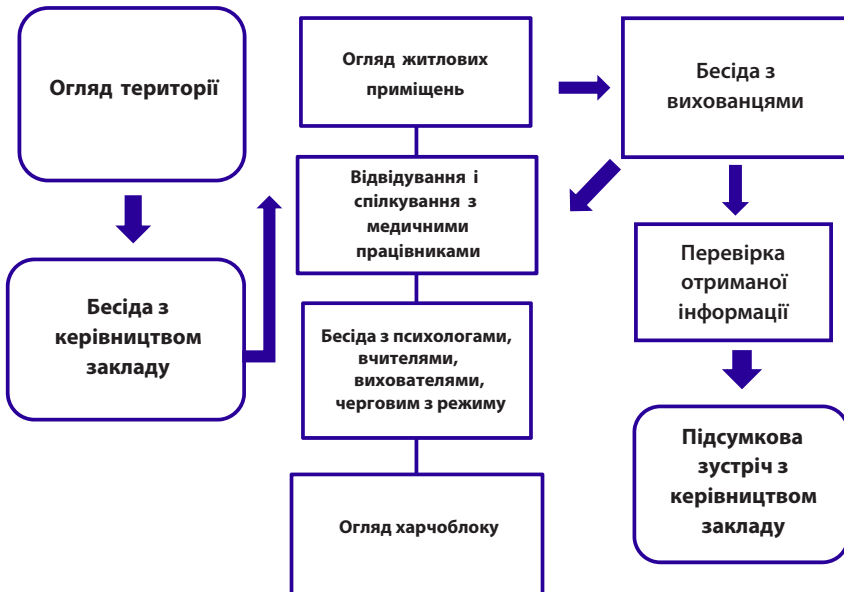 Огляд території
Бесіда з
керівництвом
закладу
Огляд житлових
приміщень
Відвідування і
спілкування з
медичними
працівниками
Бесіда з психологами,
вчителями,
вихователями,
черговим з режиму
Огляд харчоблоку
Бесіда з
вихованцями
Перевірка
отриманої
інформації
Підсумкова
зустріч з
керівництвом
закладу